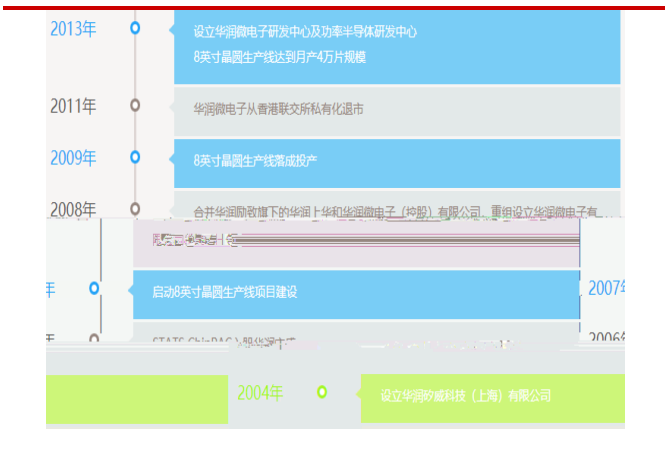 2013年
设立华润微电子研发中心及功率半导体研发中心
8英寸晶圆生产线达到月产4万片规模
2011年
华润微电子从香港联交所私有化退市
2009年
8英寸晶圆生产线落成投产
2008年
合并华润励致旗下的华润上华和华润微电子（控股）有限公司，重组设立华润微电子有
年
启动8英寸晶圆生产线项目建设
2007年
2006年
2004年
设立华润矽威科技（上海）有限公司